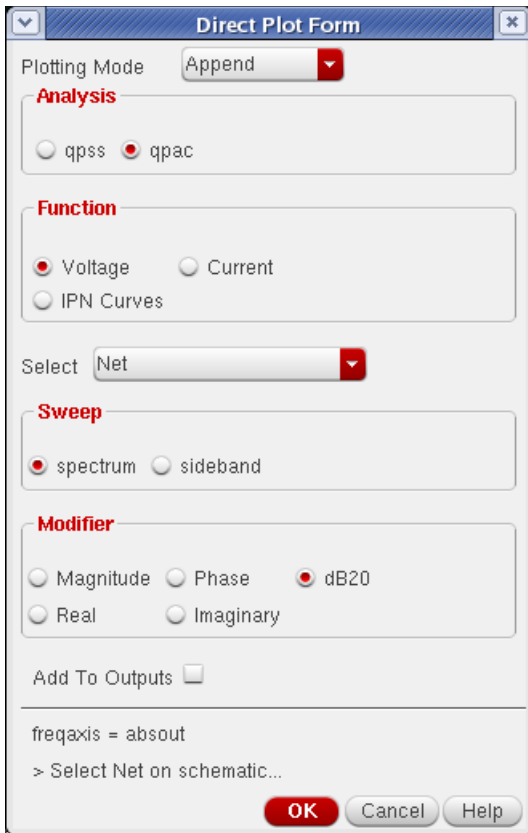 Direct Plot Form
Plotting Mode Append
Analysis
qpss qpac
Function
Voltage Current
IPN Curves
Select Net
Sweep
spectrum sideband
Modifier
Magnitude Phase dB20
Real Imaginary
Add To Outputs
freqaxis = absout
> Select Net on schematic...
OK Cancel Help